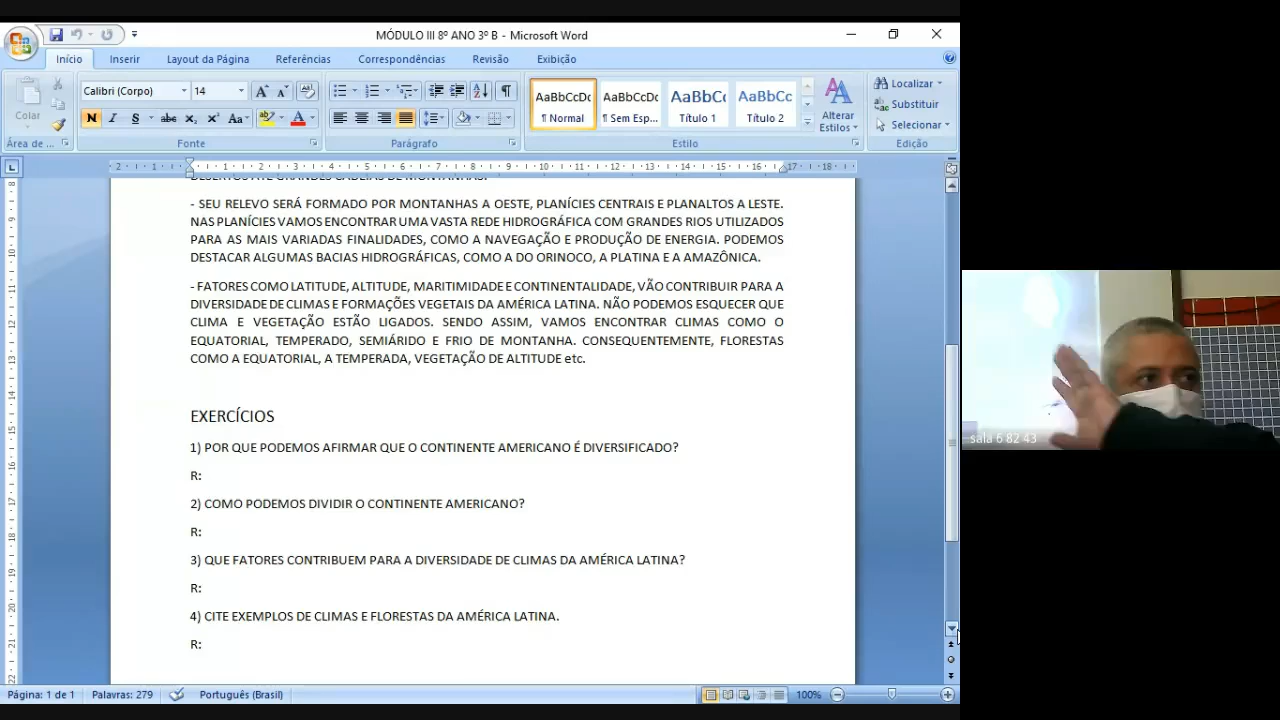 MÓDULO III 8º ANO 3º B - Microsoft Word
Início Inserir Layout da Página Referências Correspondências Revisão Exibição
Calibri (Corpo) 14
AaBbCcDc AaBbCcDc AaBbC AaBbCc
Localizar
Substituir
Selecionar
Colar
¶ Normal ¶ Sem Esp... Título 1 Título 2
Alterar Estilos
Área de ... Fonte Parágrafo Estilo Edição
- SEU RELEVO SERÁ FORMADO POR MONTANHAS A OESTE, PLANÍCIES CENTRAIS E PLANALTOS A LESTE.
NAS PLANÍCIES VAMOS ENCONTRAR UMA VASTA REDE HIDROGRÁFICA COM GRANDES RIOS UTILIZADOS
PARA AS MAIS VARIADAS FINALIDADES, COMO A NAVEGAÇÃO E PRODUÇÃO DE ENERGIA. PODEMOS
DESTACAR ALGUMAS BACIAS HIDROGRÁFICAS, COMO A DO ORINOCO, A PLATINA E A AMAZÔNICA.
- FATORES COMO LATITUDE, ALTITUDE, MARITIMIDADE E CONTINENTALIDADE, VÃO CONTRIBUIR PARA A
DIVERSIDADE DE CLIMAS E FORMAÇÕES VEGETAIS DA AMÉRICA LATINA. NÃO PODEMOS ESQUECER QUE
CLIMA E VEGETAÇÃO ESTÃO LIGADOS. SENDO ASSIM, VAMOS ENCONTRAR CLIMAS COMO O
EQUATORIAL, TEMPERADO, SEMIÁRIDO E FRIO DE MONTANHA. CONSEQUENTEMENTE, FLORESTAS
COMO A EQUATORIAL, A TEMPERADA, VEGETAÇÃO DE ALTITUDE etc.
EXERCÍCIOS
1) POR QUE PODEMOS AFIRMAR QUE O CONTINENTE AMERICANO É DIVERSIFICADO?
R:
2) COMO PODEMOS DIVIDIR O CONTINENTE AMERICANO?
R:
3) QUE FATORES CONTRIBUEM PARA A DIVERSIDADE DE CLIMAS DA AMÉRICA LATINA?
R:
4) CITE EXEMPLOS DE CLIMAS E FLORESTAS DA AMÉRICA LATINA.
R:
Página: 1 de 1 Palavras: 279 Português (Brasil) 100%
sala 6 82 43